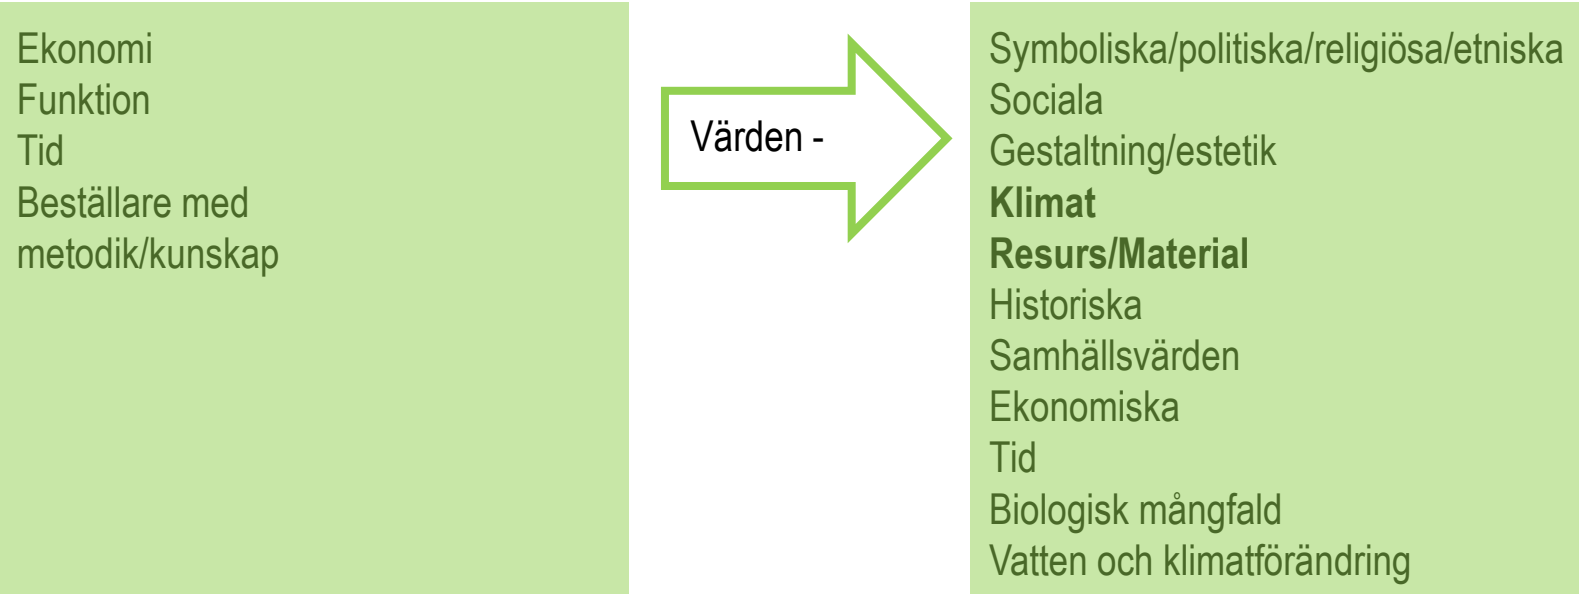 Ekonomi
Funktion
Tid
Beställare med
metodik/kunskap
Värden -
Symboliska/politiska/religiösa/etniska
Sociala
Gestaltning/estetik
Klimat
Resurs/Material
Historiska
Samhällsvärden
Ekonomiska
Tid
Biologisk mångfald
Vatten och klimatförändring